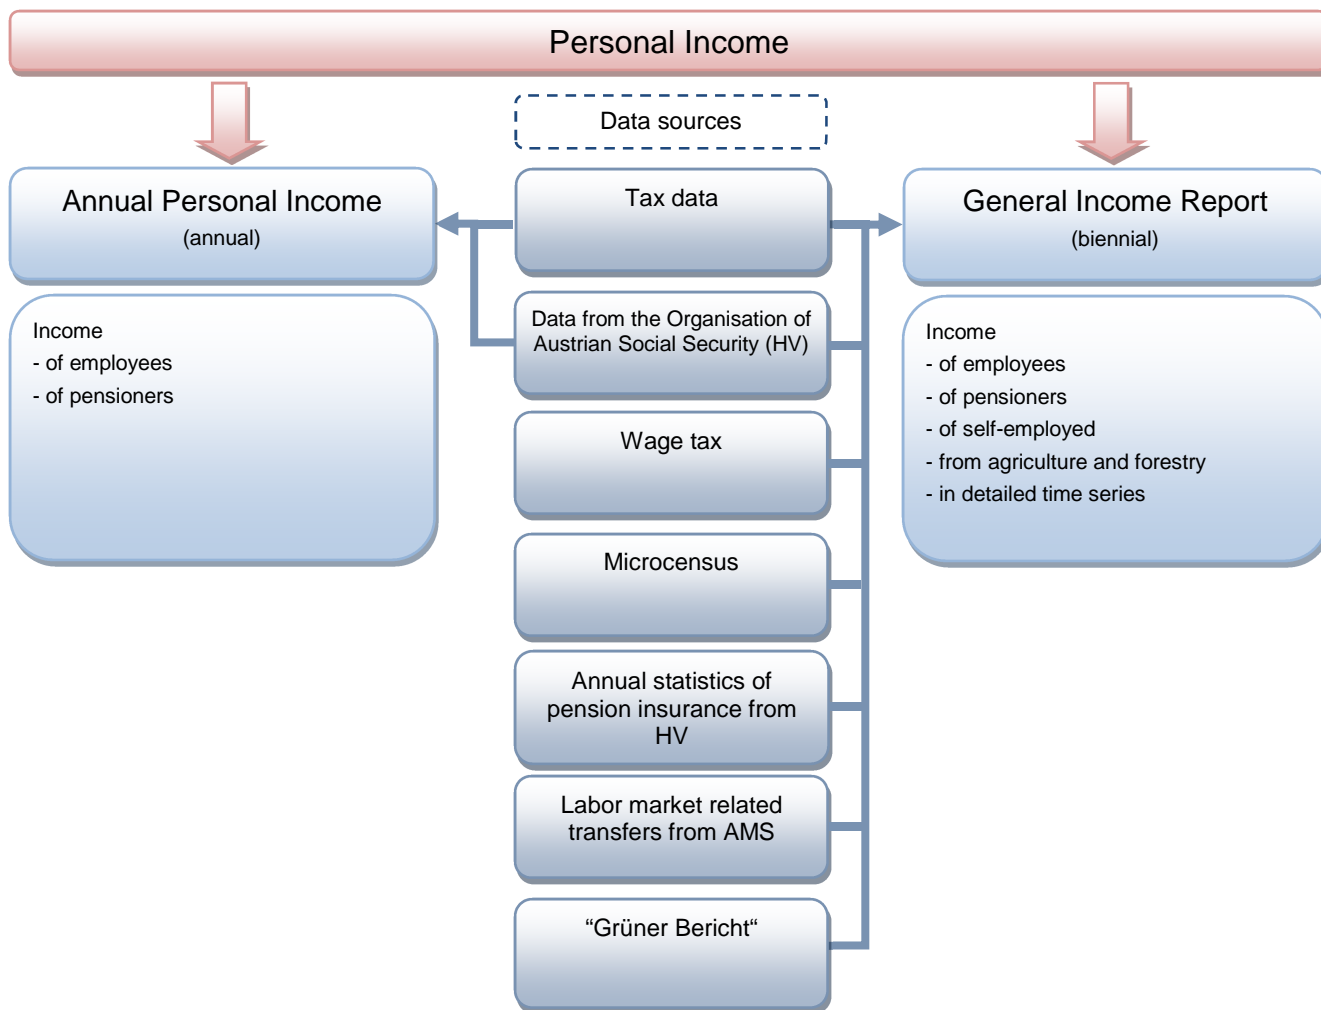 Personal Income
Data sources
Annual Personal Income
(annual)
Income
- of employees
- of pensioners
Tax data
Data from the Organisation of
Austrian Social Security (HV)
Wage tax
Microcensus
Annual statistics of
pension insurance from
HV
Labor market related
transfers from AMS
“Grüner Bericht“
General Income Report
(biennial)
Income
- of employees
- of pensioners
- of self-employed
- from agriculture and forestry
- in detailed time series